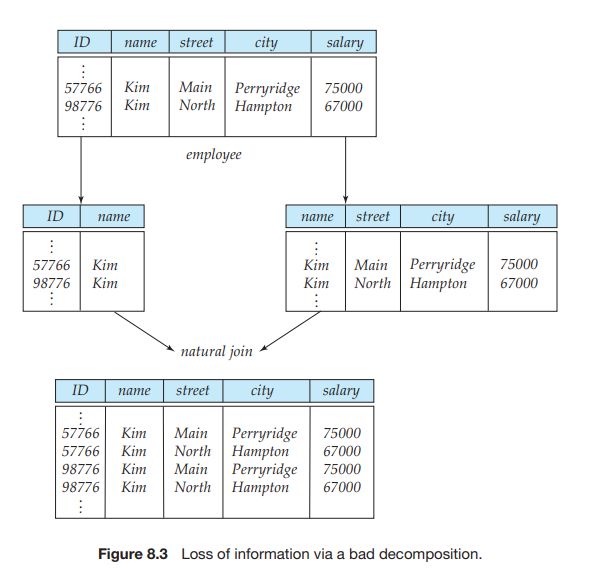 ID name street city salary
⋮
57766 Kim Main Perryridge 75000
98776 Kim North Hampton 67000
⋮
employee
ID name
⋮
57766 Kim
98776 Kim
⋮
name street city salary
⋮
Kim Main Perryridge 75000
Kim North Hampton 67000
⋮
natural join
ID name street city salary
⋮
57766 Kim Main Perryridge 75000
57766 Kim North Hampton 67000
98776 Kim Main Perryridge 75000
98776 Kim North Hampton 67000
⋮
Figure 8.3 Loss of information via a bad decomposition.